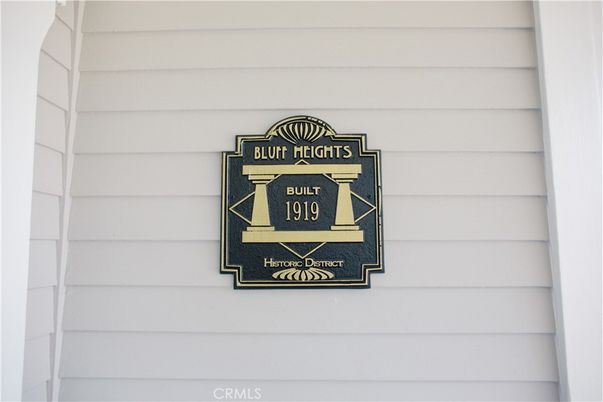 BLUFF HEIGHTS
BUILT
1919
HISTORIC DISTRICT
CRMLS